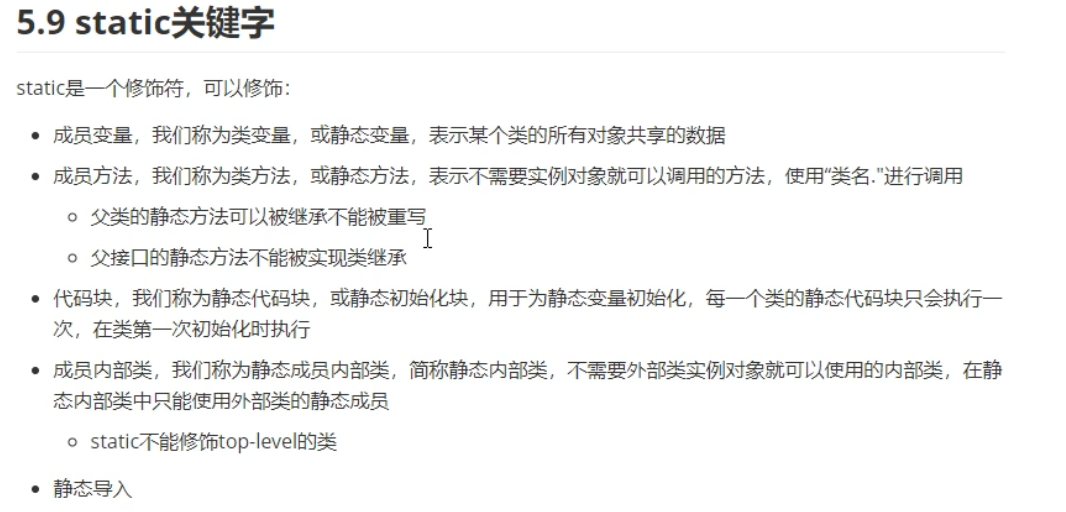 5.9 static关键字
static是一个修饰符，可以修饰：
成员变量，我们称为类变量，或静态变量，表示某个类的所有对象共享的数据
成员方法，我们称为类方法，或静态方法，表示不需要实例对象就可以调用的方法，使用“类名."进行调用
父类的静态方法可以被继承不能被重写
父接口的静态方法不能被实现类继承
代码块，我们称为静态代码块，或静态初始化块，用于为静态变量初始化，每一个类的静态代码块只会执行一
次，在类第一次初始化时执行
成员内部类，我们称为静态成员内部类，简称静态内部类，不需要外部类实例对象就可以使用的内部类，在静
态内部类中只能使用外部类的静态成员
static不能修饰top-level的类
静态导入